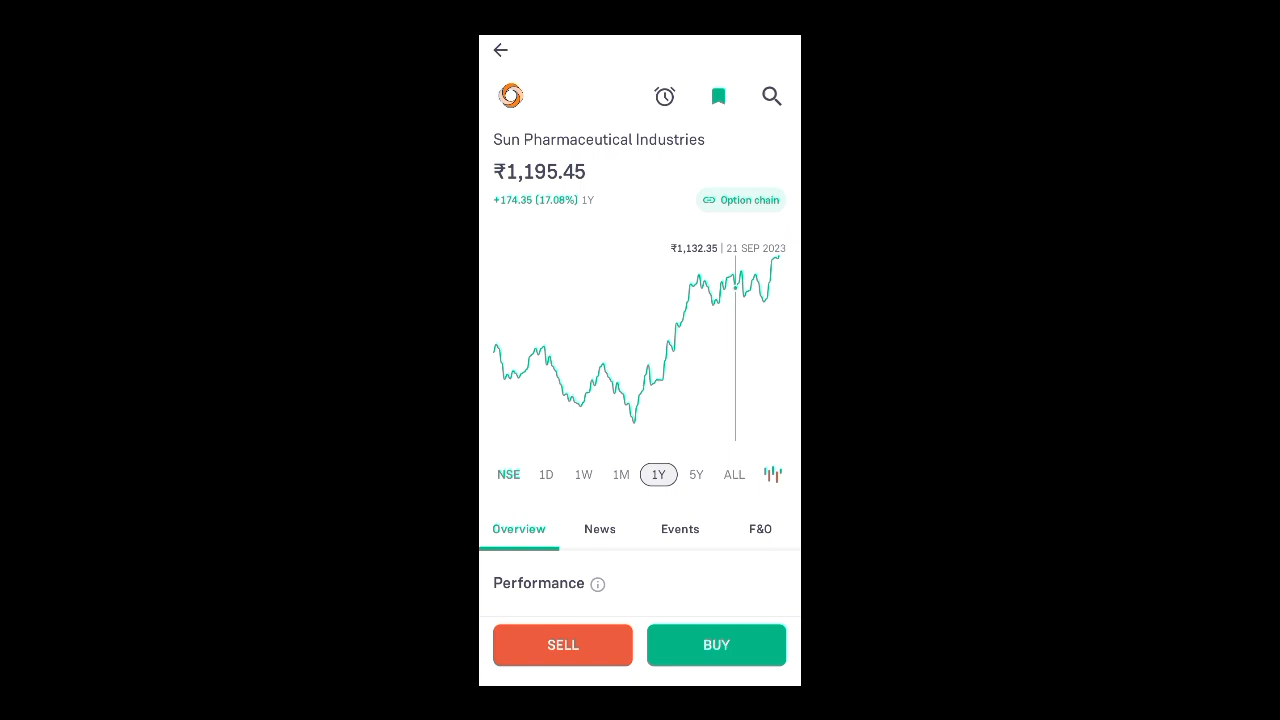 Sun Pharmaceutical Industries
₹1,195.45
+174.35 (17.08%) 1Y
Option chain
₹1,132.35 | 21 SEP 2023
NSE 1D 1W 1M 1Y 5Y ALL
Overview News Events F&O
Performance
SELL BUY